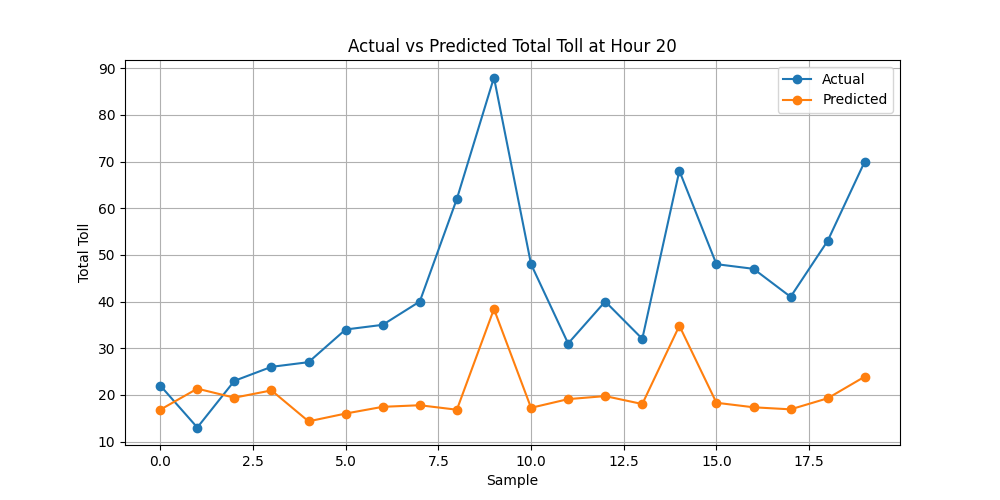 Actual vs Predicted Total Toll at Hour 20
Actual
Predicted
Total Toll
90
80
70
60
50
40
30
20
10
0.0 2.5 5.0 7.5 10.0 12.5 15.0 17.5
Sample